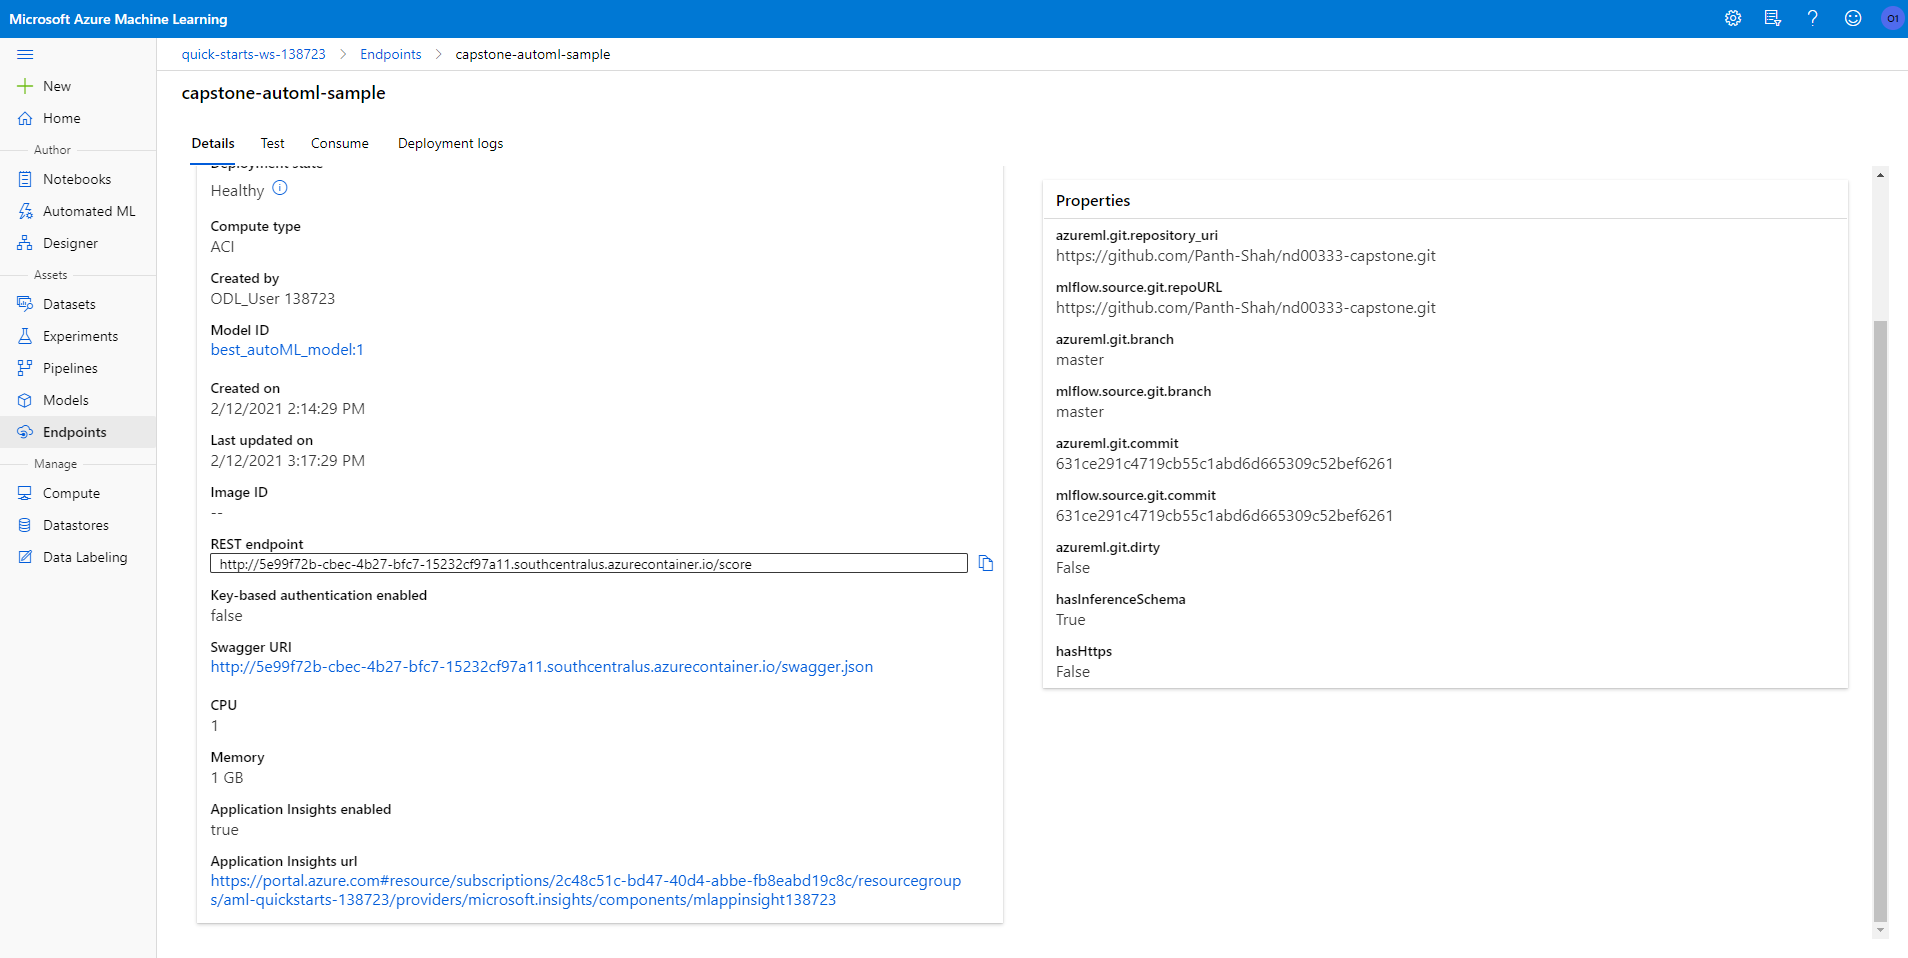 Microsoft Azure Machine Learning
O1
quick-starts-ws-138723 > Endpoints > capstone-automl-sample
New
Home
Author
Notebooks
Automated ML
Designer
Assets
Datasets
Experiments
Pipelines
Models
Endpoints
Manage
Compute
Datastores
Data Labeling
capstone-automl-sample
Details Test Consume Deployment logs
Deployment state
Healthy
Compute type
ACI
Created by
ODL_User 138723
Model ID
best_autoML_model:1
Created on
2/12/2021 2:14:29 PM
Last updated on
2/12/2021 3:17:29 PM
Image ID
--
REST endpoint
http://5e99f72b-cbec-4b27-bfc7-15232cf97a11.southcentralus.azurecontainer.io/score
Key-based authentication enabled
false
Swagger URI
http://5e99f72b-cbec-4b27-bfc7-15232cf97a11.southcentralus.azurecontainer.io/swagger.json
CPU
1
Memory
1 GB
Application Insights enabled
true
Application Insights url
https://portal.azure.com#resource/subscriptions/2c48c51c-bd47-40d4-abbe-fb8eabd19c8c/resourcegroup
s/aml-quickstarts-138723/providers/microsoft.insights/components/mlappinsight138723
Properties
azureml.git.repository_uri
https://github.com/Panth-Shah/nd00333-capstone.git
mlflow.source.git.repoURL
https://github.com/Panth-Shah/nd00333-capstone.git
azureml.git.branch
master
mlflow.source.git.branch
master
azureml.git.commit
631ce291c4719cb55c1abd6d665309c52bef6261
mlflow.source.git.commit
631ce291c4719cb55c1abd6d665309c52bef6261
azureml.git.dirty
False
hasInferenceSchema
True
hasHttps
False